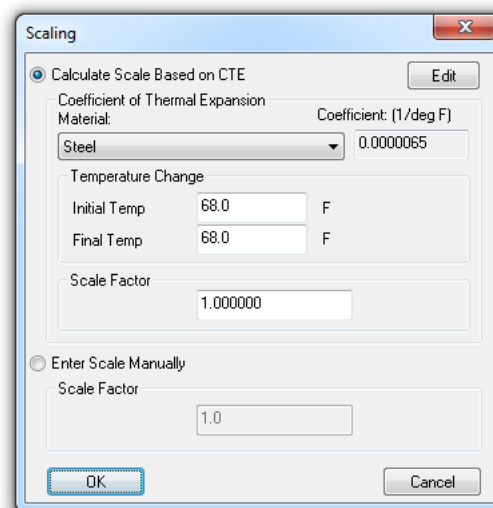 Scaling
Calculate Scale Based on CTE
Edit
Coefficient of Thermal Expansion
Material:
Coefficient: (1/deg F)
Steel
0.0000065
Temperature Change
Initial Temp 68.0 F
Final Temp 68.0 F
Scale Factor
1.000000
Enter Scale Manually
Scale Factor
1.0
OK Cancel